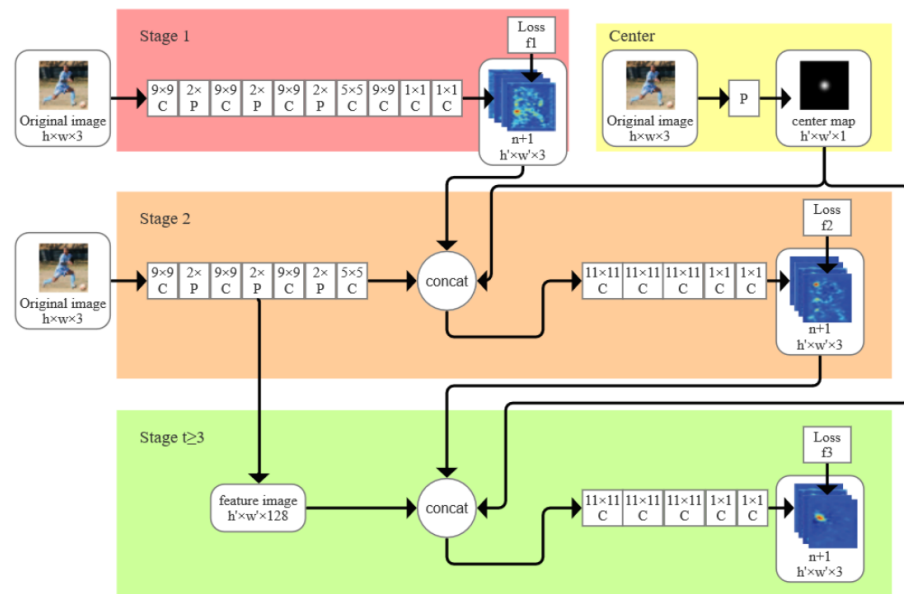 Stage 1
Loss
f1
Center
9×9 2× 9×9 2× 9×9 2× 5×5 9×9 1×1 1×1
C P C P C P C C C C
P
Original image
h×w×3
n+1
h'×w'×3
Original image
h×w×3
center map
h'×w'×1
Stage 2
Loss
f2
9×9 2× 9×9 2× 9×9 2× 5×5
C P C P C P C
concat
11×11 11×11 11×11 1×1 1×1
C C C C C
Original image
h×w×3
n+1
h'×w'×3
Stage t≥3
Loss
f3
feature image
h'×w'×128
concat
11×11 11×11 11×11 1×1 1×1
C C C C C
n+1
h'×w'×3